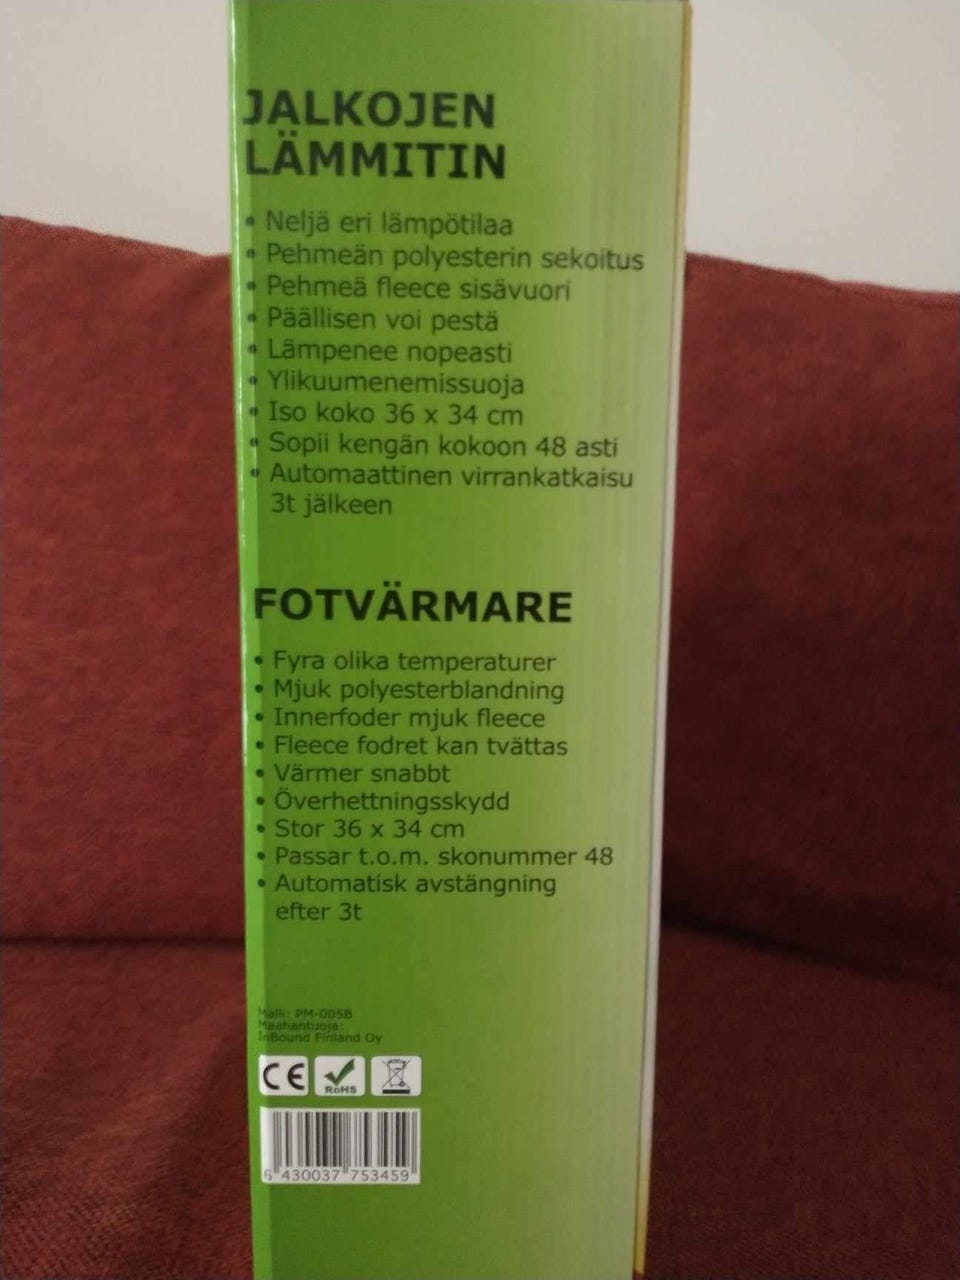 JALKOJEN
LÄMMITIN
• Neljä eri lämpötilaa
• Pehmeän polyesterin sekoitus
• Pehmeä fleece sisävuori
• Päällisen voi pestä
• Lämpenee nopeasti
• Ylikuumenemissuoja
• Iso koko 36 x 34 cm
• Sopii kengän kokoon 48 asti
• Automaattinen virrankatkaisu
3t jälkeen
FOTVÄRMARE
• Fyra olika temperaturer
• Mjuk polyesterblandning
• Innerfoder mjuk fleece
• Fleece fodret kan tvättas
• Värmer snabbt
• Överhettningsskydd
• Stor 36 x 34 cm
• Passar t.o.m. skonummer 48
• Automatisk avstängning
efter 3t
Malli: PM-005B
Maahantuoja:
InBound Finland Oy
CE RoHS
6 430037 753459